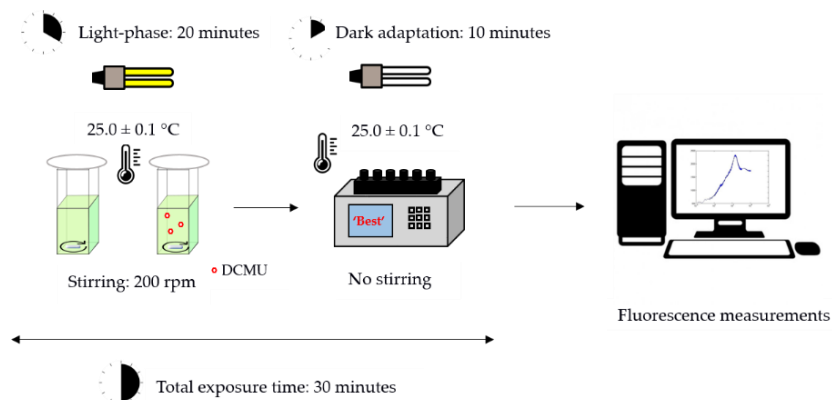 Light-phase: 20 minutes
Dark adaptation: 10 minutes
25.0 ± 0.1 °C
25.0 ± 0.1 °C
'Best'
Stirring: 200 rpm
DCMU
No stirring
Fluorescence measurements
Total exposure time: 30 minutes